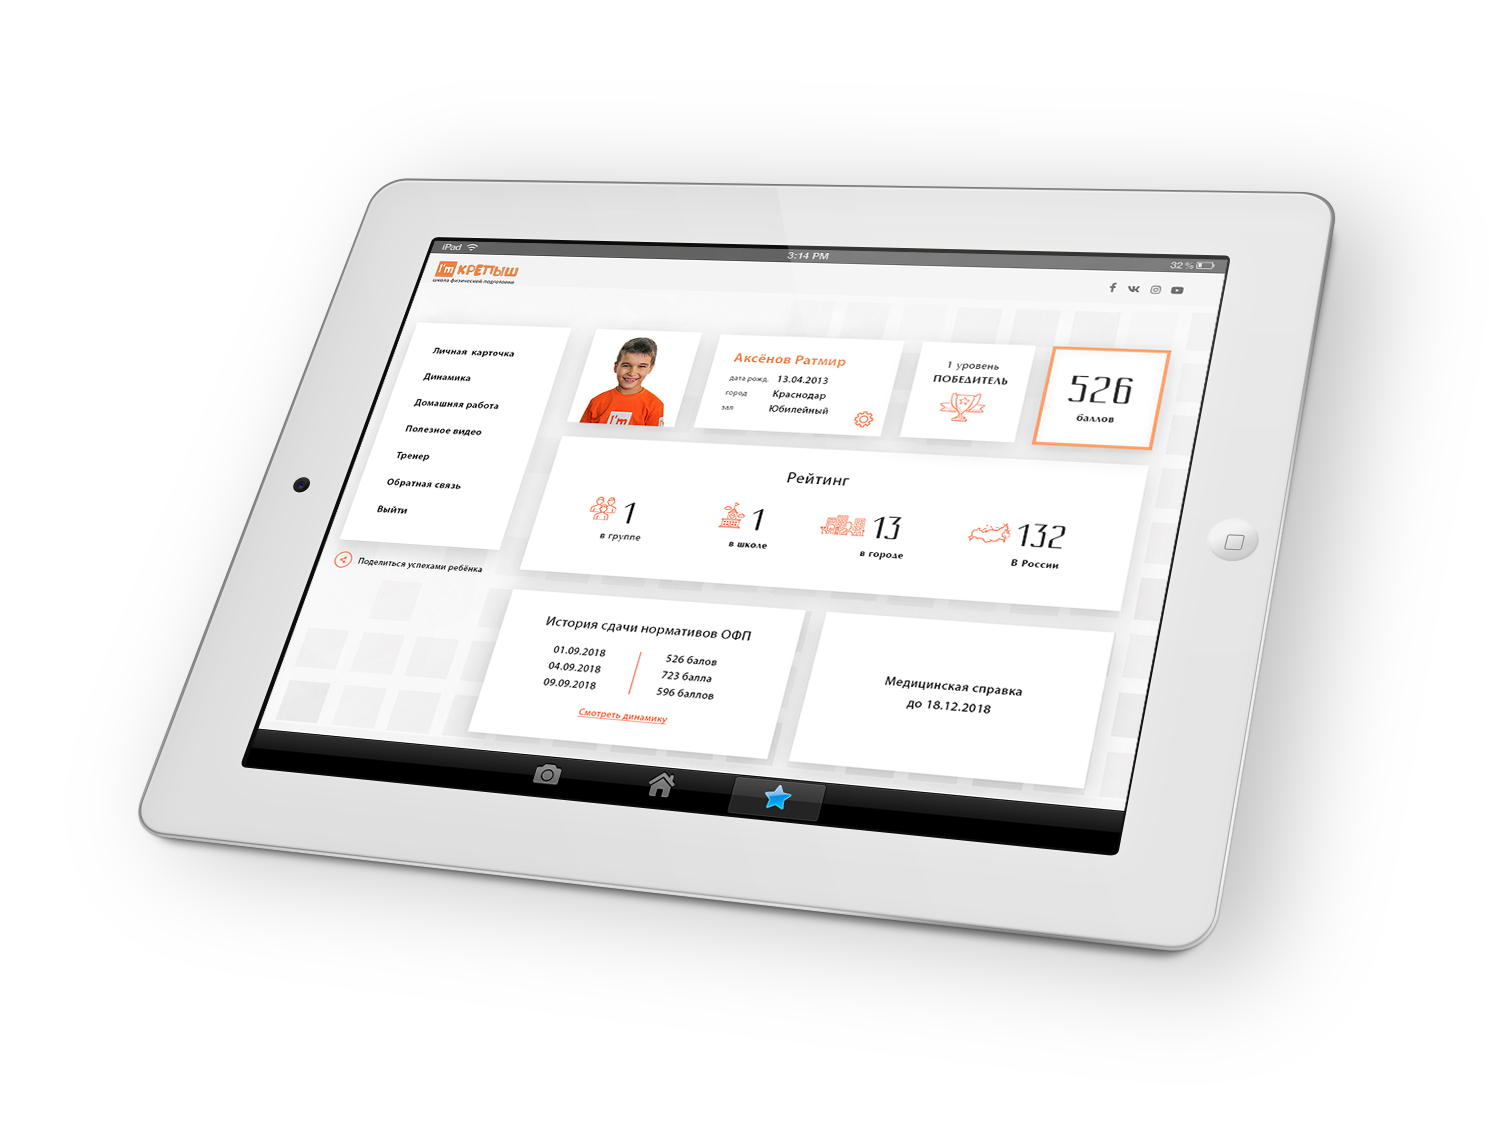 iPad
3:14 PM
32 %
i'm КРЕПЫШ
школа физической подготовки
Личная карточка
Динамика
Домашняя работа
Полезное видео
Тренер
Обратная связь
Выйти
Поделиться успехами ребёнка
i'm
Аксёнов Ратмир
дата рожд. 13.04.2013
город Краснодар
зал Юбилейный
1 уровень
ПОБЕДИТЕЛЬ
526
баллов
Рейтинг
1
в группе
1
в школе
13
в городе
132
В России
История сдачи нормативов ОФП
01.09.2018 526 балов
04.09.2018 723 балла
09.09.2018 596 баллов
Смотреть динамику
Медицинская справка
до 18.12.2018